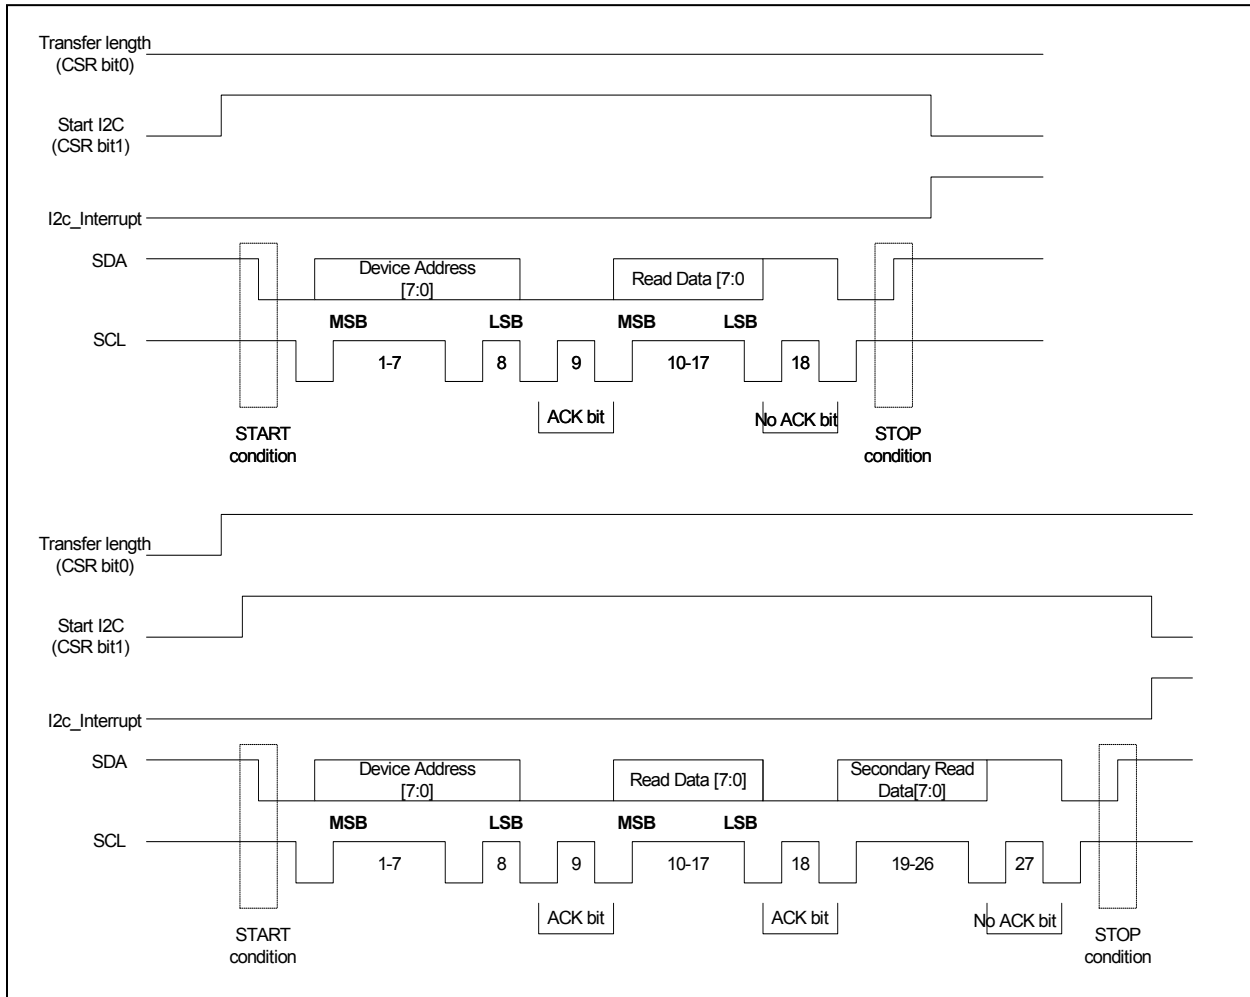 Transfer length
(CSR bit0)
Start I2C
(CSR bit1)
I2c_Interrupt
SDA
Device Address
[7:0]
Read Data [7:0
MSB
LSB
MSB
LSB
SCL
1-7
8
9
10-17
18
ACK bit
No ACK bit
START
condition
STOP
condition
Transfer length
(CSR bit0)
Start I2C
(CSR bit1)
I2c_Interrupt
SDA
Device Address
[7:0]
Read Data [7:0]
Secondary Read
Data[7:0]
MSB
LSB
MSB
LSB
SCL
1-7
8
9
10-17
18
19-26
27
ACK bit
ACK bit
No ACK bit
START
condition
STOP
condition